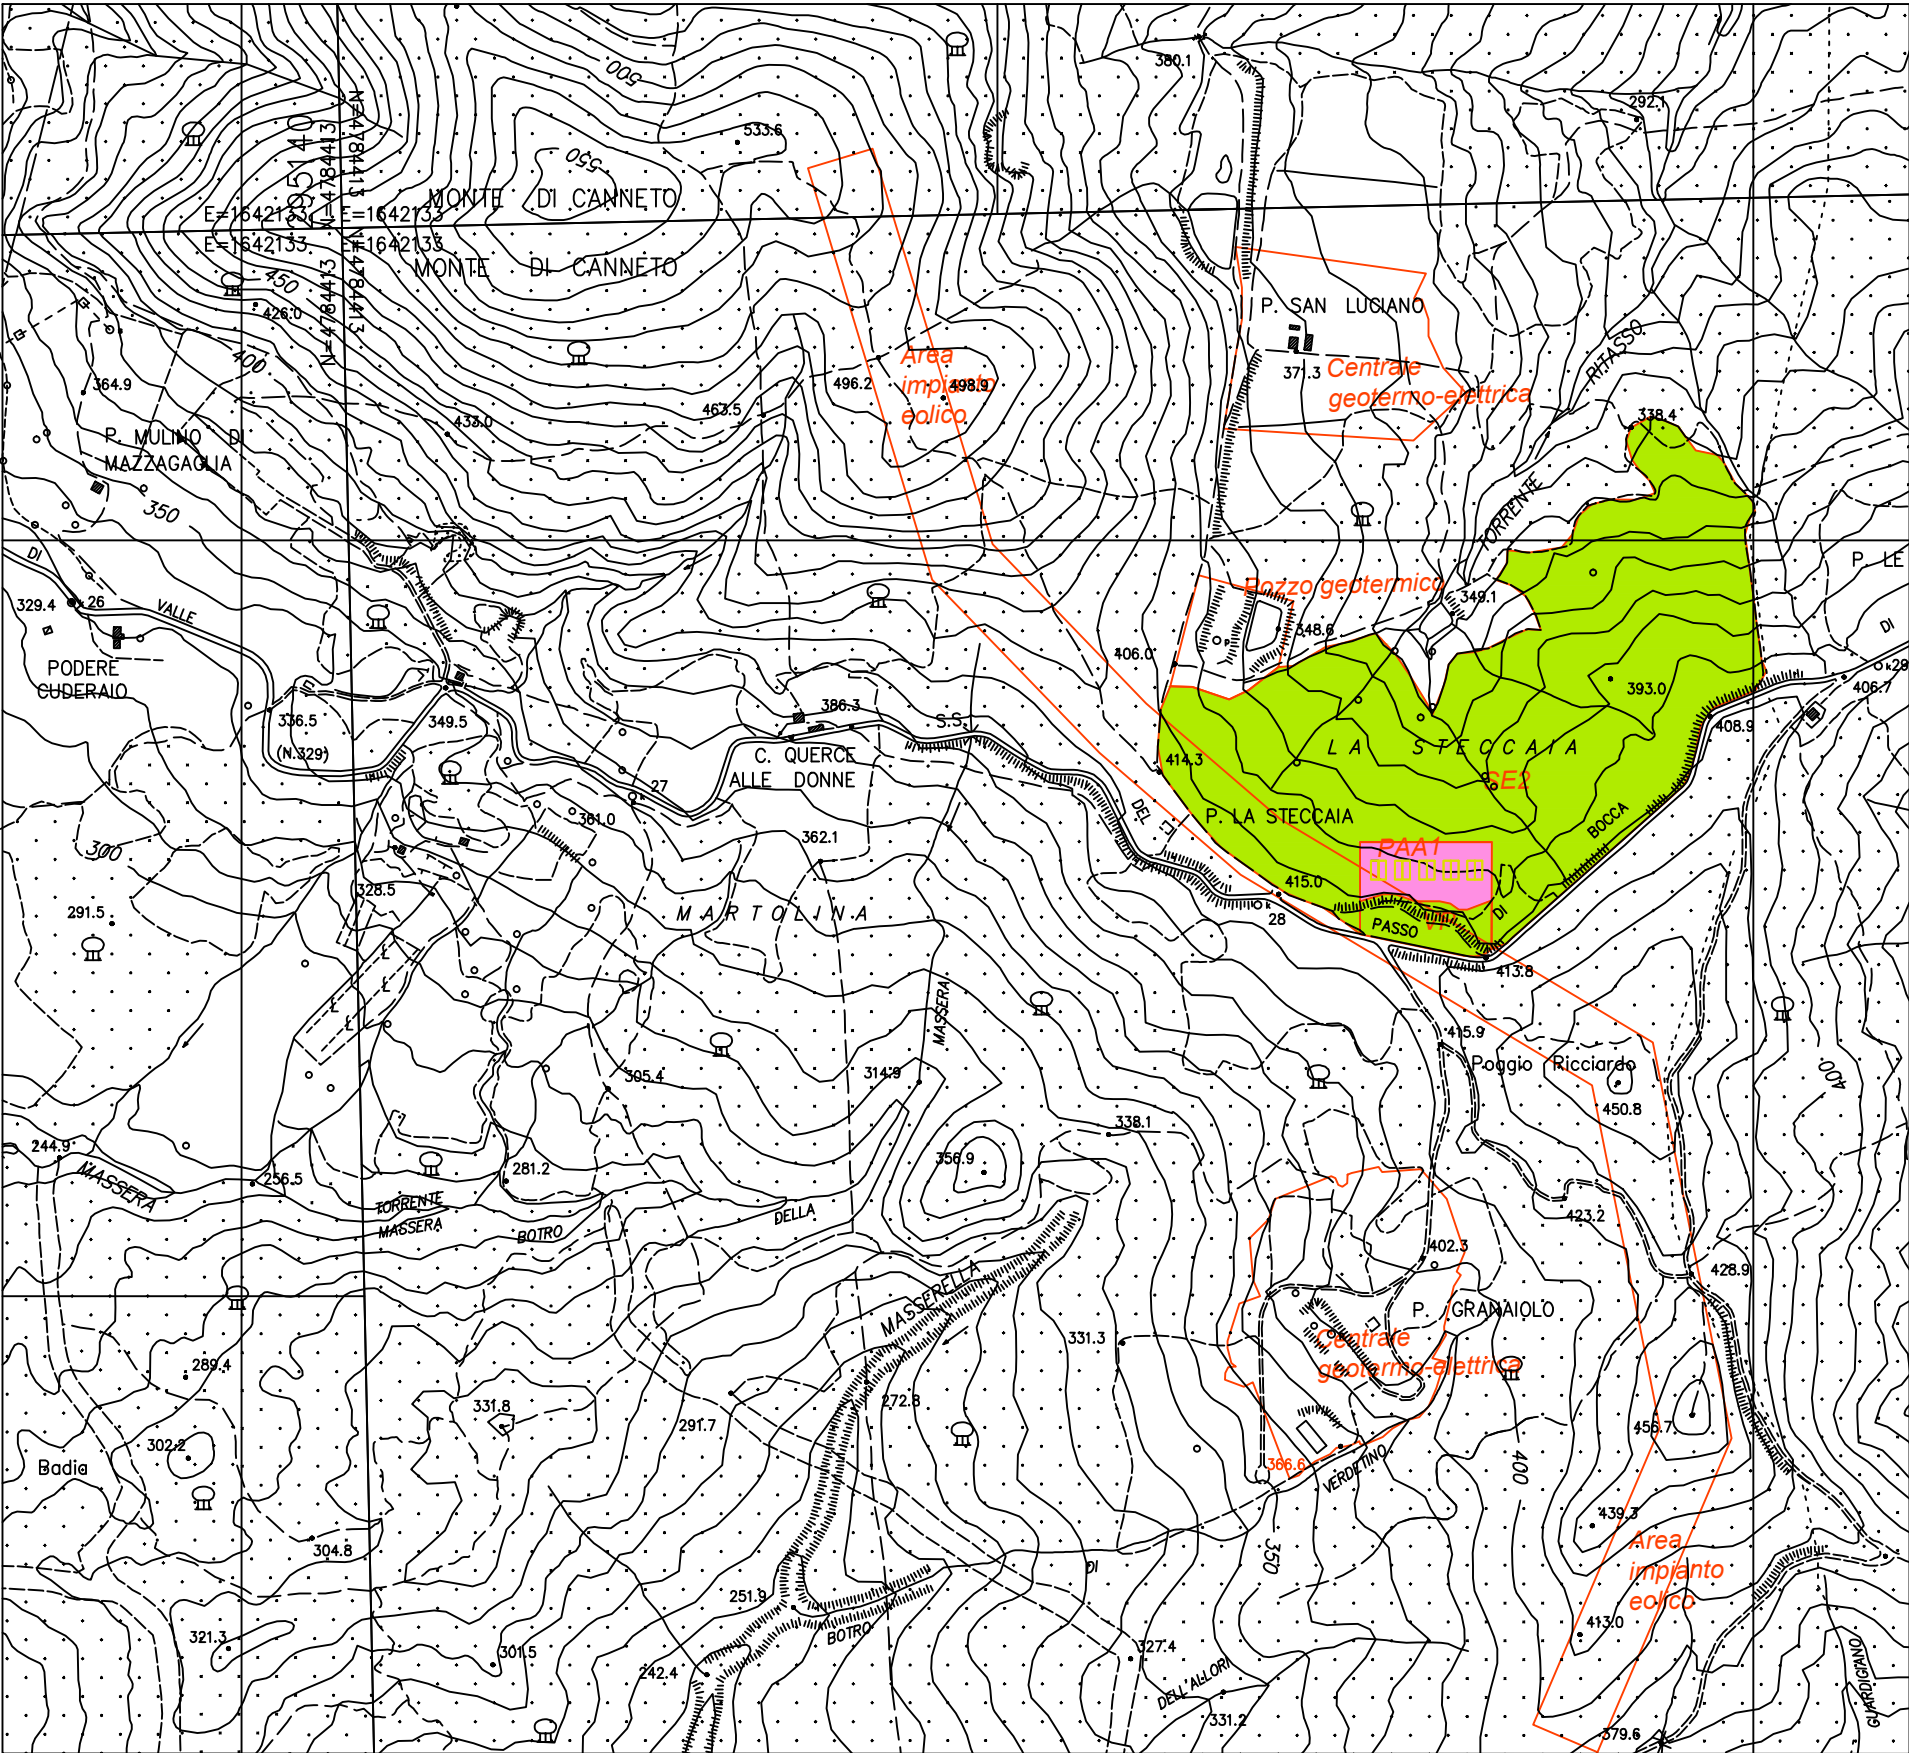 380.1
292.1
500
533.6
550
295140
N=4784413
N=4784413
MONTE DI CANNETO
E=1642133
E=1642133
E=1642133
E=1642133
MONTE DI CANNETO
N=4784413
N=4784413
450
426.0
400
P. SAN LUCIANO
371.3
Centrale
geotermo-elettrica
RITASSO
Area
impianto
eolico
496.2
498.9
463.5
433.0
364.9
P. MULINO DI
MAZZAGAGLIA
350
338.4
TORRENTE
P. LE
DI
329.4
26
VALLE
PODERE
CUDERAIO
Pozzo geotermico
349.1
348.6
406.0
DI
29
406.7
393.0
408.9
336.5
(N.329)
349.5
386.3
S.S.
C. QUERCE
ALLE DONNE
27
361.0
362.1
414.3
LA STECCAIA
SE2
P. LA STECCAIA
DEL
BOCCA
PAA1
300
328.5
291.5
MARTOLINA
415.0
28
PASSO
DI
413.8
MASSERA
415.9
Poggio Ricciardo
450.8
400
305.4
314.9
338.1
356.9
244.9
MASSERA
256.5
281.2
TORRENTE
MASSERA
BOTRO
DELLA
423.2
402.3
428.9
MASSERELLA
P. GRANAIOLO
Centrale
geotermo-elettrica
331.3
289.4
272.8
331.8
291.7
302.2
Badia
456.7
366.6
VERDETINO
400
439.3
304.8
350
DI
Area
impianto
eolico
251.9
BOTRO
413.0
321.3
301.5
242.4
327.4
DELL'ALLORI
331.2
379.6
GUARDIGIANO